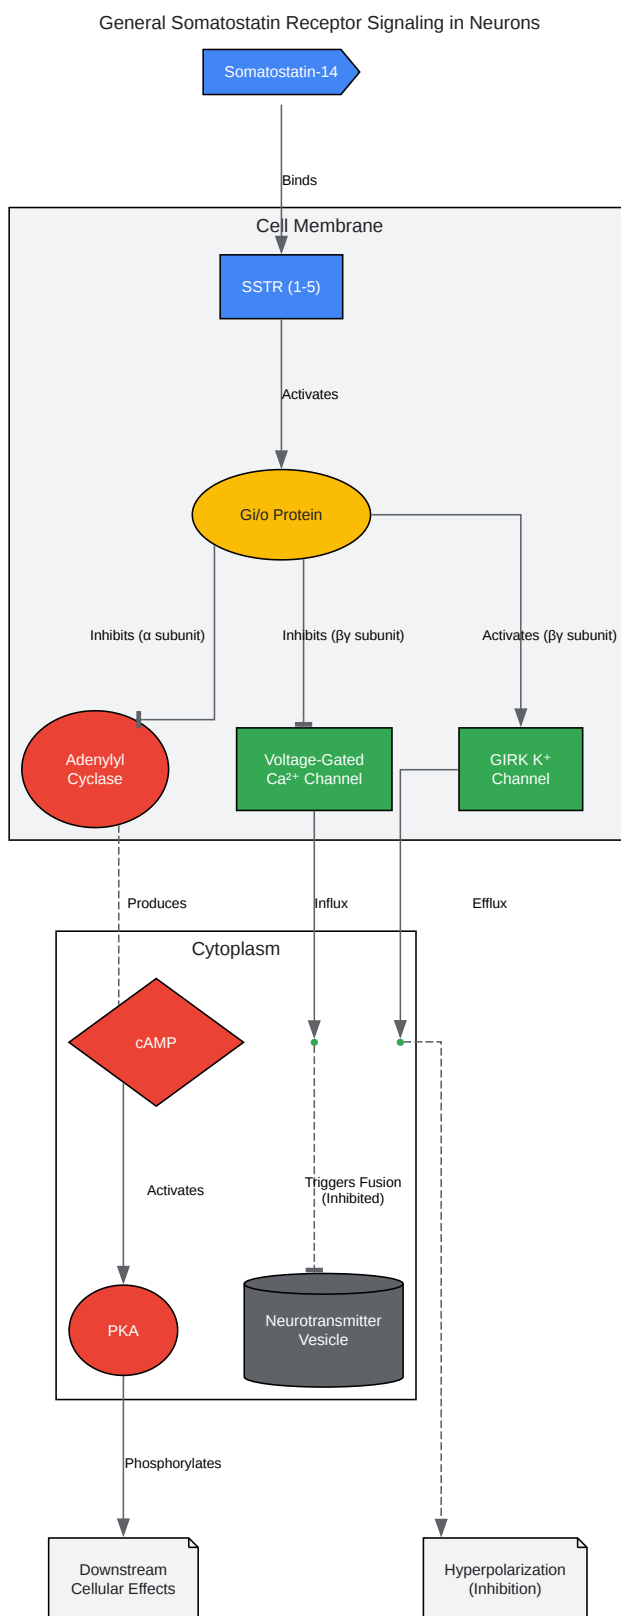 General Somatostatin Receptor Signaling in Neurons
Somatostatin-14
Binds
Cell Membrane
SSTR (1-5)
Activates
Gi/o Protein
Inhibits (α subunit)
Inhibits (βγ subunit)
Activates (βγ subunit)
Adenylyl
Cyclase
Voltage-Gated
Ca²⁺ Channel
GIRK K⁺
Channel
Produces
Influx
Efflux
Cytoplasm
cAMP
Activates
Triggers Fusion
(Inhibited)
PKA
Neurotransmitter
Vesicle
Phosphorylates
Downstream
Cellular Effects
Hyperpolarization
(Inhibition)